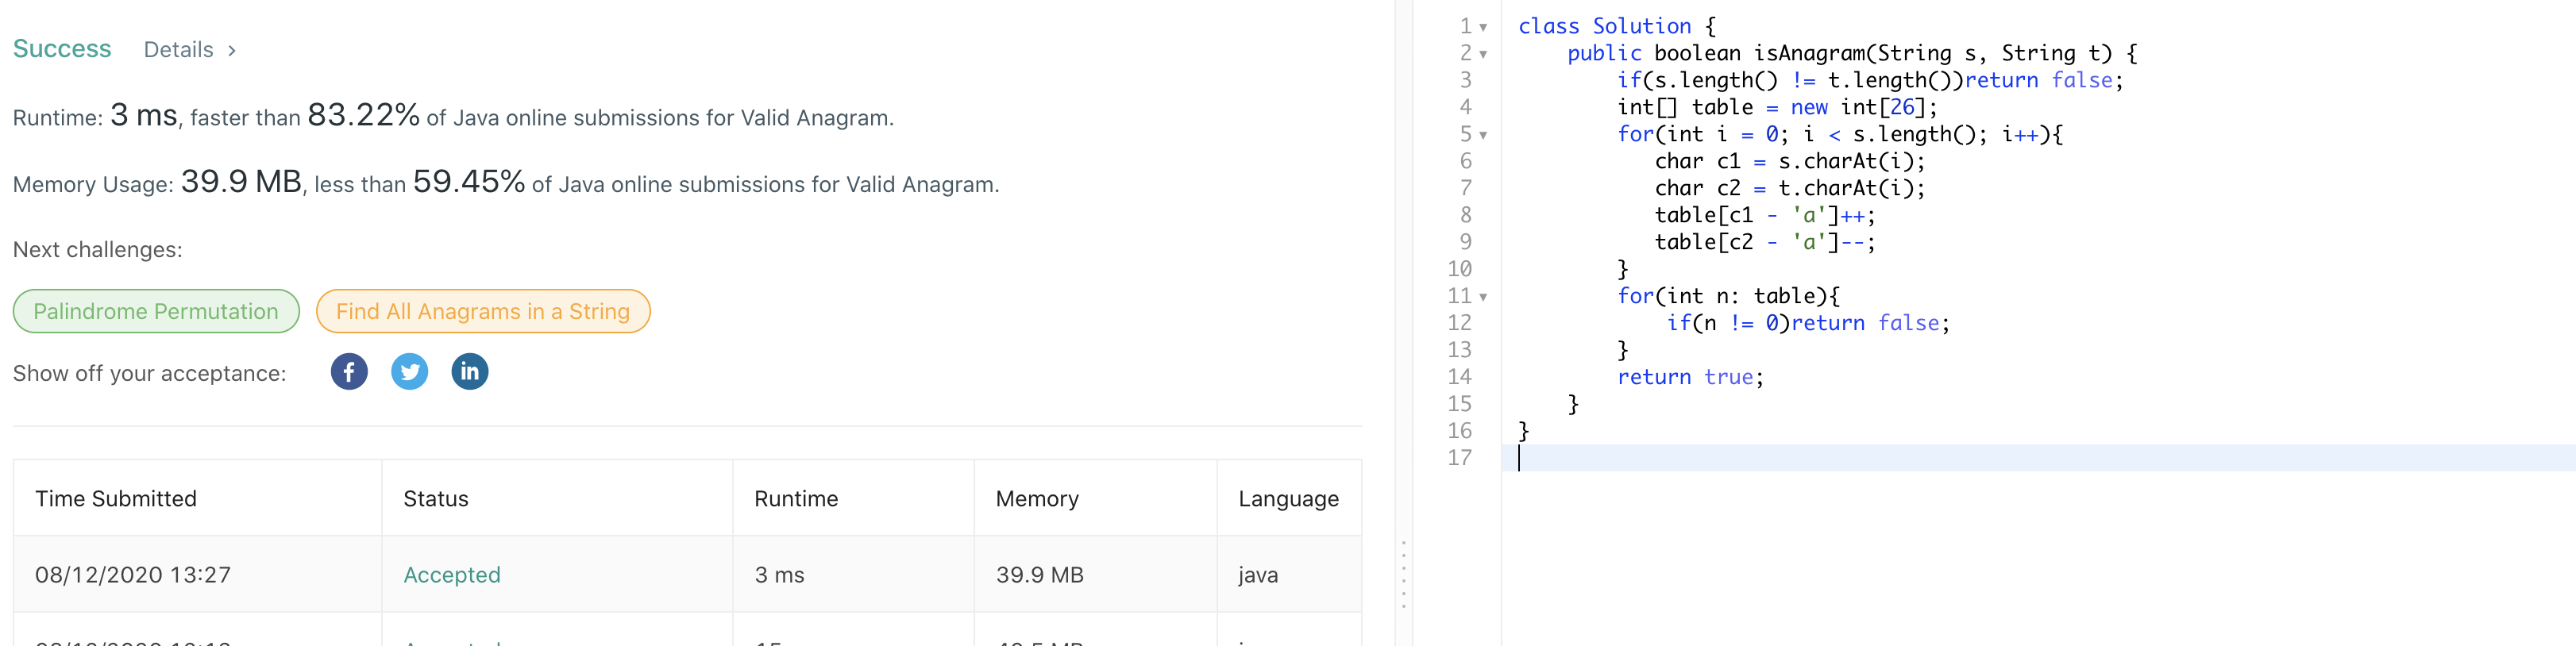 Success Details >
Runtime: 3 ms, faster than 83.22% of Java online submissions for Valid Anagram.
Memory Usage: 39.9 MB, less than 59.45% of Java online submissions for Valid Anagram.
Next challenges:
Palindrome Permutation Find All Anagrams in a String
Show off your acceptance:
Time Submitted Status Runtime Memory Language
08/12/2020 13:27 Accepted 3 ms 39.9 MB java
1 class Solution {
2     public boolean isAnagram(String s, String t) {
3         if(s.length() != t.length())return false;
4         int[] table = new int[26];
5         for(int i = 0; i < s.length(); i++){
6            char c1 = s.charAt(i);
7            char c2 = t.charAt(i);
8            table[c1 - 'a']++;
9            table[c2 - 'a']--;
10         }
11         for(int n: table){
12             if(n != 0)return false;
13         }
14         return true;
15     }
16 }
17